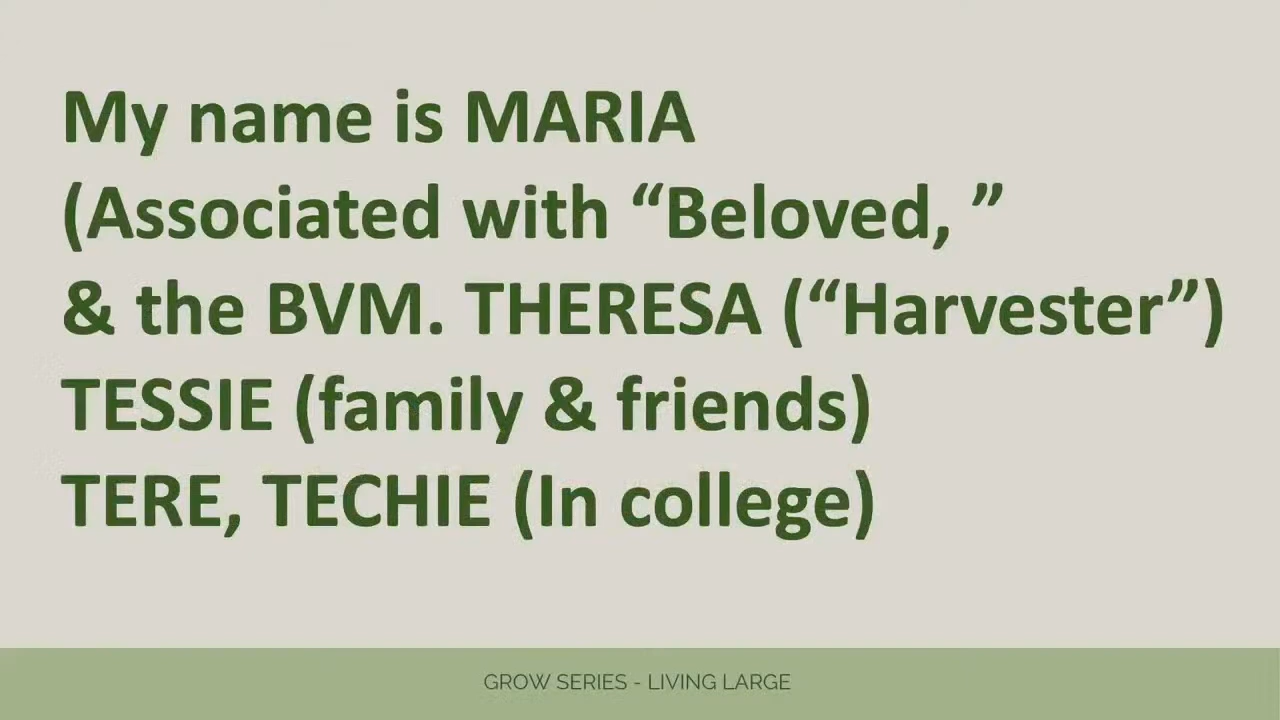 My name is MARIA
(Associated with “Beloved, ”
& the BVM. THERESA (“Harvester”)
TESSIE (family & friends)
TERE, TECHIE (In college)
GROW SERIES - LIVING LARGE